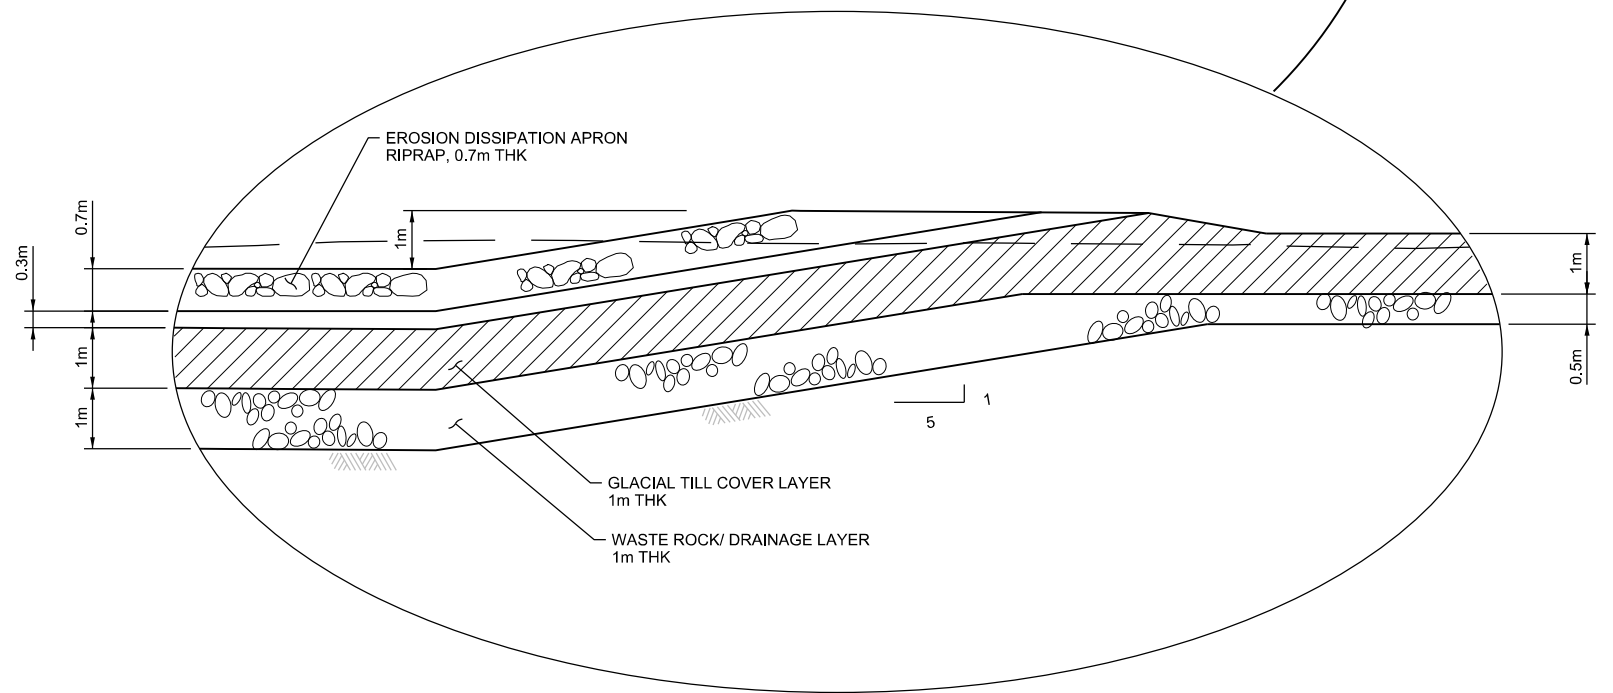 EROSION DISSIPATION APRON
RIPRAP, 0.7m THK
0.7m
0.3m
1m
1m
1m
1m
0.5m
1
5
GLACIAL TILL COVER LAYER
1m THK
WASTE ROCK/ DRAINAGE LAYER
1m THK